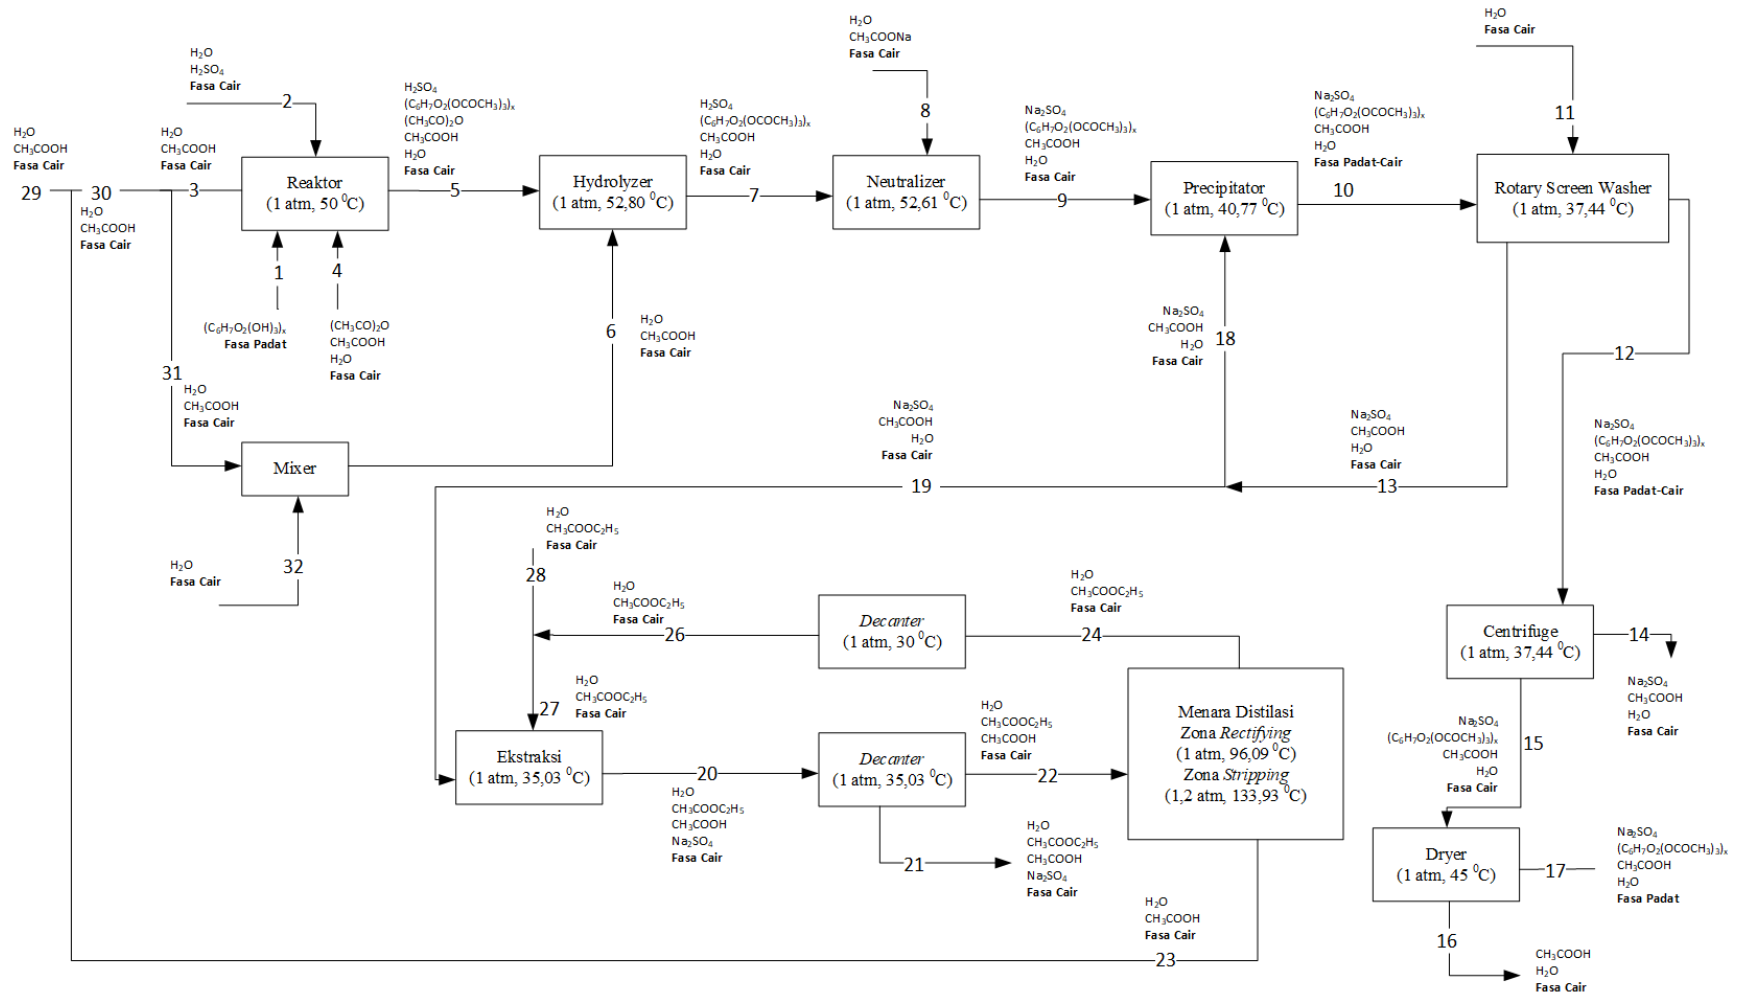 H₂O
CH₃COONa
Fasa Cair
8
H₂O
Fasa Cair
11
H₂O
H₂SO₄
Fasa Cair
2
H₂O
CH₃COOH
Fasa Cair
29
30
H₂O
CH₃COOH
Fasa Cair
H₂O
CH₃COOH
Fasa Cair
3
Reaktor
(1 atm, 50 ⁰C)
H₂SO₄
(C₆H₇O₂(OCOCH₃)₃)ₓ
(CH₃CO)₂O
CH₃COOH
H₂O
Fasa Cair
5
Hydrolyzer
(1 atm, 52,80 ⁰C)
H₂SO₄
(C₆H₇O₂(OCOCH₃)₃)ₓ
CH₃COOH
H₂O
Fasa Cair
7
Neutralizer
(1 atm, 52,61 ⁰C)
Na₂SO₄
(C₆H₇O₂(OCOCH₃)₃)ₓ
CH₃COOH
H₂O
Fasa Cair
9
Precipitator
(1 atm, 40,77 ⁰C)
Na₂SO₄
(C₆H₇O₂(OCOCH₃)₃)ₓ
CH₃COOH
H₂O
Fasa Padat-Cair
10
Rotary Screen Washer
(1 atm, 37,44 ⁰C)
1
(C₆H₇O₂(OH)₃)ₓ
Fasa Padat
4
(CH₃CO)₂O
CH₃COOH
H₂O
Fasa Cair
6
H₂O
CH₃COOH
Fasa Cair
Na₂SO₄
CH₃COOH
H₂O
Fasa Cair
18
12
31
H₂O
CH₃COOH
Fasa Cair
Mixer
Na₂SO₄
CH₃COOH
H₂O
Fasa Cair
19
Na₂SO₄
CH₃COOH
H₂O
Fasa Cair
13
Na₂SO₄
(C₆H₇O₂(OCOCH₃)₃)ₓ
CH₃COOH
H₂O
Fasa Padat-Cair
H₂O
Fasa Cair
32
H₂O
CH₃COOC₂H₅
Fasa Cair
28
H₂O
CH₃COOC₂H₅
Fasa Cair
26
Decanter
(1 atm, 30 ⁰C)
H₂O
CH₃COOC₂H₅
Fasa Cair
24
Centrifuge
(1 atm, 37,44 ⁰C)
14
Na₂SO₄
CH₃COOH
H₂O
Fasa Cair
H₂O
CH₃COOC₂H₅
Fasa Cair
27
Ekstraksi
(1 atm, 35,03 ⁰C)
20
H₂O
CH₃COOC₂H₅
CH₃COOH
Na₂SO₄
Fasa Cair
Decanter
(1 atm, 35,03 ⁰C)
H₂O
CH₃COOC₂H₅
CH₃COOH
Fasa Cair
22
Menara Distilasi
Zona Rectifying
(1 atm, 96,09 ⁰C)
Zona Stripping
(1,2 atm, 133,93 ⁰C)
Na₂SO₄
(C₆H₇O₂(OCOCH₃)₃)ₓ
CH₃COOH
H₂O
Fasa Cair
15
21
H₂O
CH₃COOC₂H₅
CH₃COOH
Na₂SO₄
Fasa Cair
Dryer
(1 atm, 45 ⁰C)
17
Na₂SO₄
(C₆H₇O₂(OCOCH₃)₃)ₓ
CH₃COOH
H₂O
Fasa Padat
H₂O
CH₃COOH
Fasa Cair
23
16
CH₃COOH
H₂O
Fasa Cair